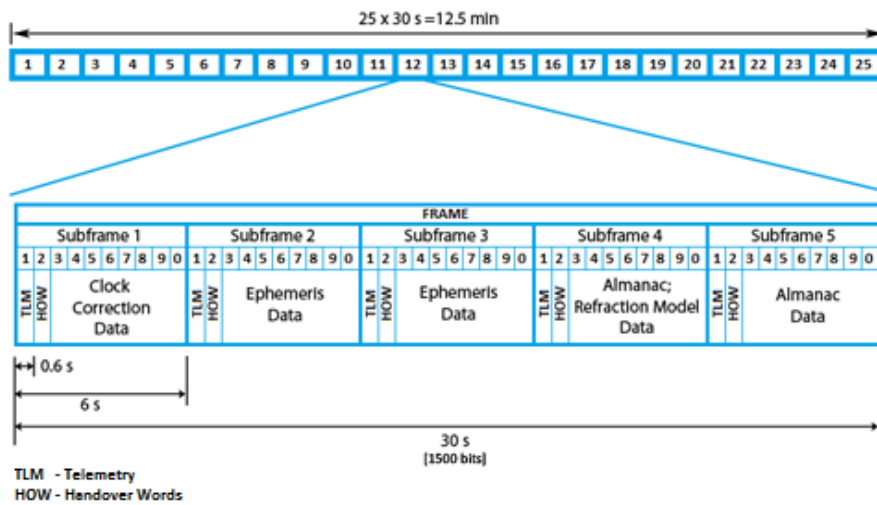 25 x 30 s =12.5 min
1 2 3 4 5 6 7 8 9 10 11 12 13 14 15 16 17 18 19 20 21 22 23 24 25
FRAME
Subframe 1 Subframe 2 Subframe 3 Subframe 4 Subframe 5
1 2 3 4 5 6 7 8 9 0 1 2 3 4 5 6 7 8 9 0 1 2 3 4 5 6 7 8 9 0 1 2 3 4 5 6 7 8 9 0 1 2 3 4 5 6 7 8 9 0
TLM
HOW
Clock
Correction
Data
TLM
HOW
Ephemeris
Data
TLM
HOW
Ephemeris
Data
TLM
HOW
Almanac;
Refraction Model
Data
TLM
HOW
Almanac
Data
0.6 s
6 s
30 s
[1500 bits]
TLM - Telemetry
HOW - Handover Words